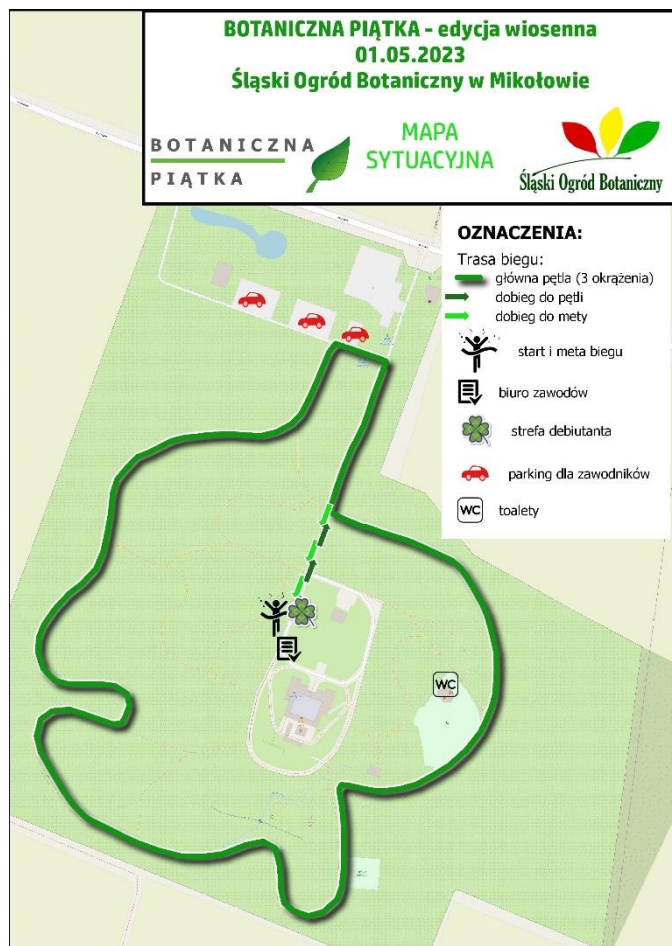 BOTANICZNA PIĄTKA - edycja wiosenna
01.05.2023
Śląski Ogród Botaniczny w Mikołowie
BOTANICZNA
PIĄTKA
MAPA
SYTUACYJNA
Śląski Ogród Botaniczny
OZNACZENIA:
Trasa biegu:
główna pętla (3 okrążenia)
dobieg do pętli
dobieg do mety
start i meta biegu
biuro zawodów
strefa debiutanta
parking dla zawodników
WC toalety
WC